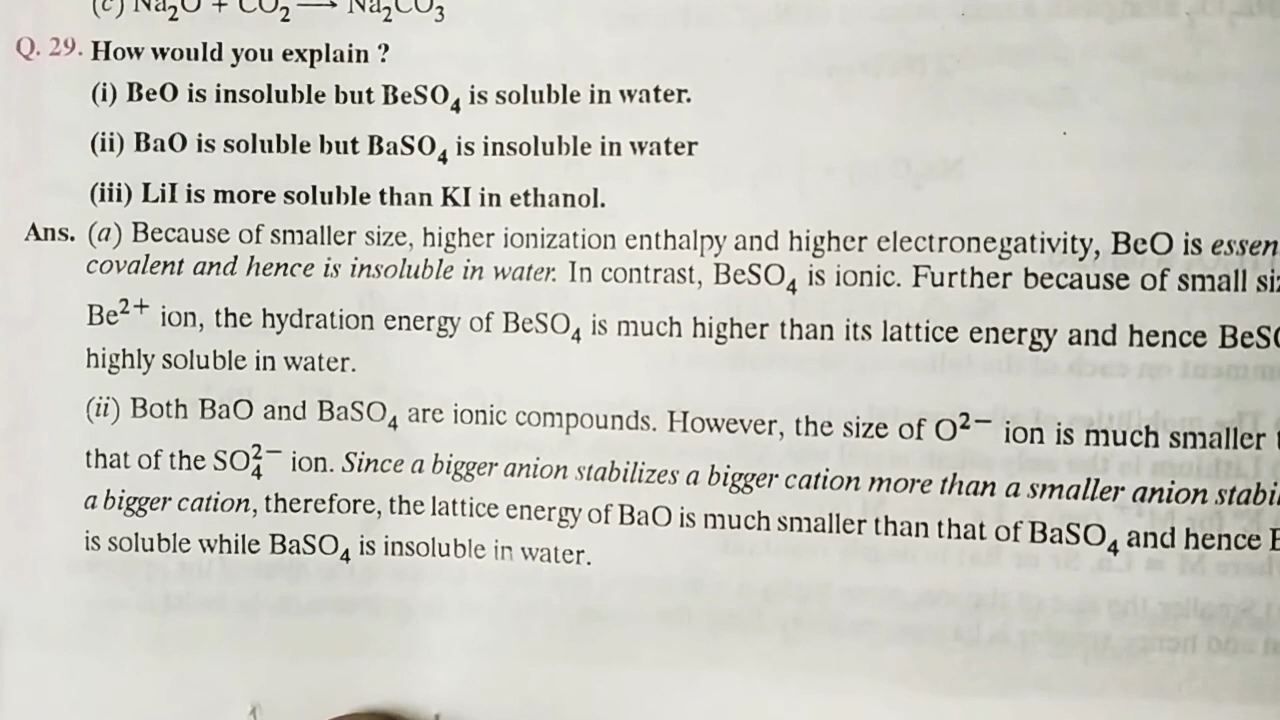 (c) Na₂O + CO₂ ⟶ Na₂CO₃
Q. 29. How would you explain ?
(i) BeO is insoluble but BeSO₄ is soluble in water.
(ii) BaO is soluble but BaSO₄ is insoluble in water
(iii) LiI is more soluble than KI in ethanol.
Ans. (a) Because of smaller size, higher ionization enthalpy and higher electronegativity, BeO is essen
covalent and hence is insoluble in water. In contrast, BeSO₄ is ionic. Further because of small siz
Be²⁺ ion, the hydration energy of BeSO₄ is much higher than its lattice energy and hence BeSO
highly soluble in water.
(ii) Both BaO and BaSO₄ are ionic compounds. However, the size of O²⁻ ion is much smaller t
that of the SO₄²⁻ ion. Since a bigger anion stabilizes a bigger cation more than a smaller anion stabil
a bigger cation, therefore, the lattice energy of BaO is much smaller than that of BaSO₄ and hence B
is soluble while BaSO₄ is insoluble in water.